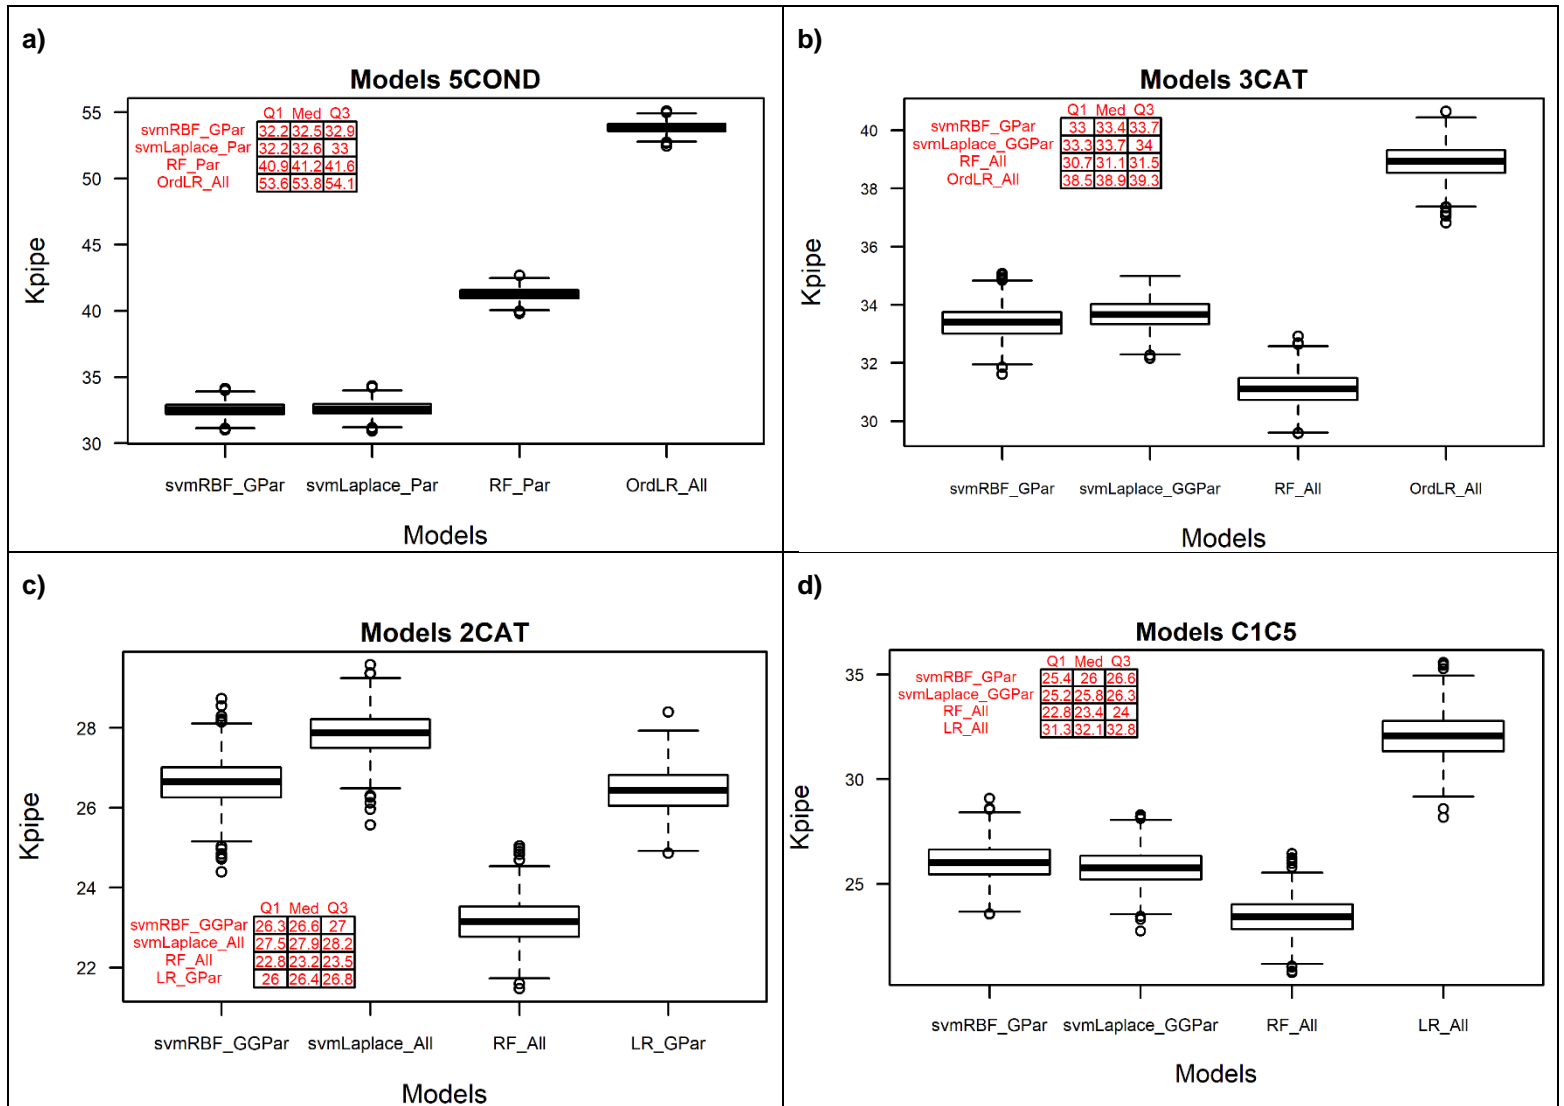 a)
Models 5COND
Q1 Med Q3
svmRBF_GPar 32.2 32.5 32.9
svmLaplace_Par 32.2 32.6 33
RF_Par 40.9 41.2 41.6
OrdLR_All 53.6 53.8 54.1
55
50
45
40
35
30
Kpipe
svmRBF_GPar svmLaplace_Par RF_Par OrdLR_All
Models
b)
Models 3CAT
Q1 Med Q3
svmRBF_GPar 33 33.4 33.7
svmLaplace_GGPar 33.3 33.7 34
RF_All 30.7 31.1 31.5
OrdLR_All 38.5 38.9 39.3
40
38
36
34
32
30
Kpipe
svmRBF_GPar svmLaplace_GGPar RF_All OrdLR_All
Models
c)
Models 2CAT
28
26
24
22
Kpipe
Q1 Med Q3
svmRBF_GGPar 26.3 26.6 27
svmLaplace_All 27.5 27.9 28.2
RF_All 22.8 23.2 23.5
LR_GPar 26 26.4 26.8
svmRBF_GGPar svmLaplace_All RF_All LR_GPar
Models
d)
Models C1C5
Q1 Med Q3
svmRBF_GPar 25.4 26 26.6
svmLaplace_GGPar 25.2 25.8 26.3
RF_All 22.8 23.4 24
LR_All 31.3 32.1 32.8
35
30
25
Kpipe
svmRBF_GPar svmLaplace_GGPar RF_All LR_All
Models